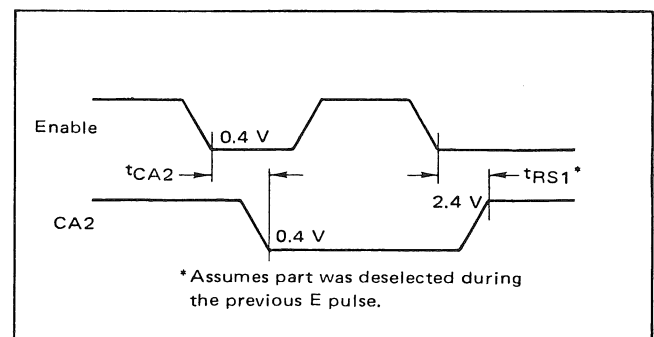 Enable
0.4 V
tCA2
tRS1*
2.4 V
CA2
0.4 V
*Assumes part was deselected during
the previous E pulse.